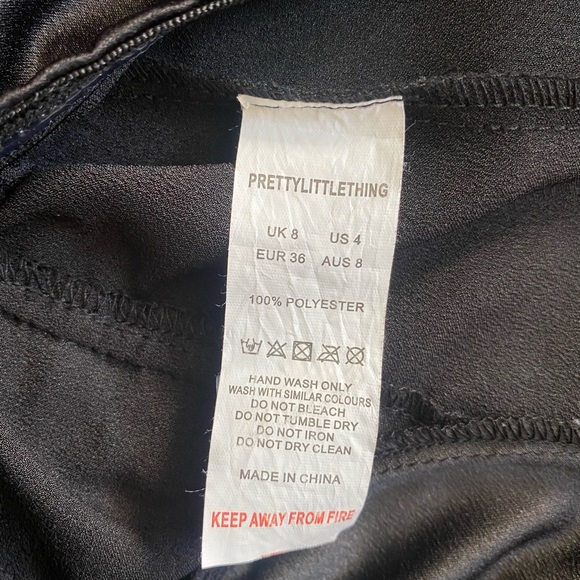 PRETTYLITTLETHING
UK 8 US 4
EUR 36 AUS 8
100% POLYESTER
HAND WASH ONLY
WASH WITH SIMILAR COLOURS
DO NOT BLEACH
DO NOT TUMBLE DRY
DO NOT IRON
DO NOT DRY CLEAN
MADE IN CHINA
KEEP AWAY FROM FIRE